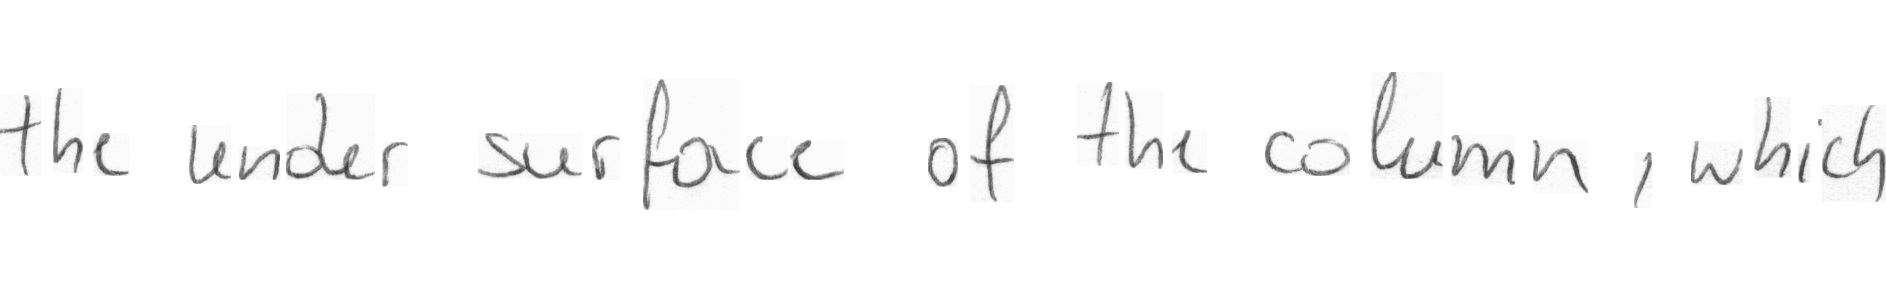 the under surface of the column, which